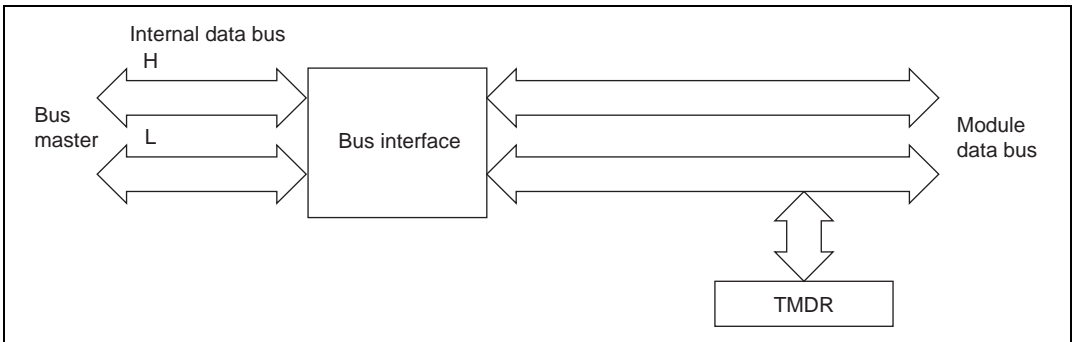 Internal data bus
H
Bus
master
L
Bus interface
Module
data bus
TMDR